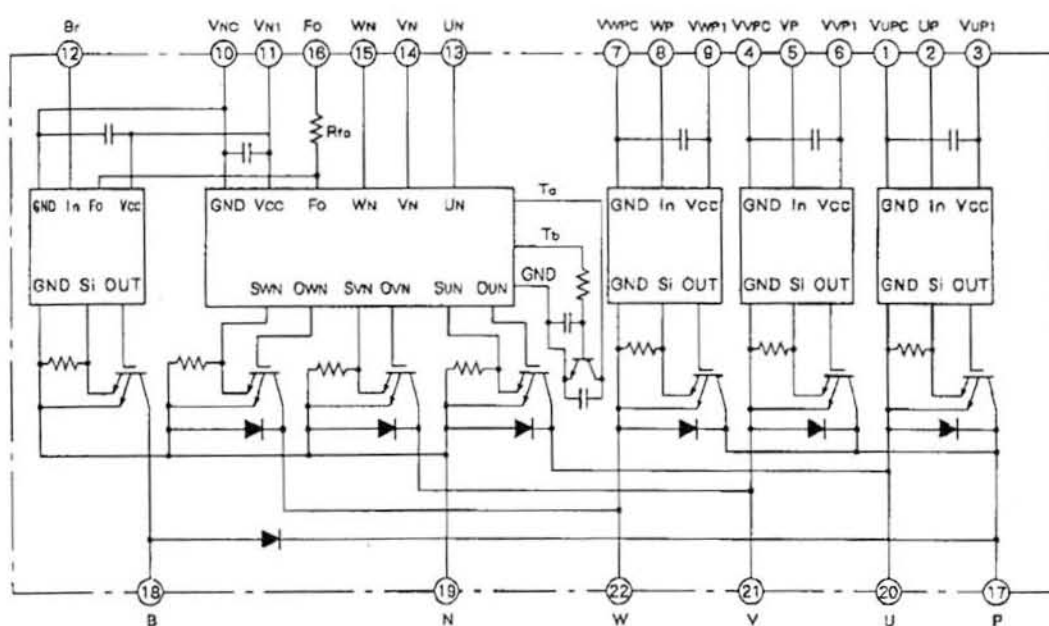 Br VNC VN1 Fo WN VN UN VWPC WP VWP1 VVPC VP VVP1 VUPC UP VUP1
12 10 11 16 15 14 13 7 8 9 4 5 6 1 2 3
Rfo
GND In Fo Vcc
GND VCC Fo WN VN UN
Ta
GND In Vcc
GND In Vcc
GND In Vcc
Tb
GND
GND Si OUT
SWN OWN SVN OVN SUN OUN
GND Si OUT
GND Si OUT
GND Si OUT
18 19 22 21 20 17
B N W V U P